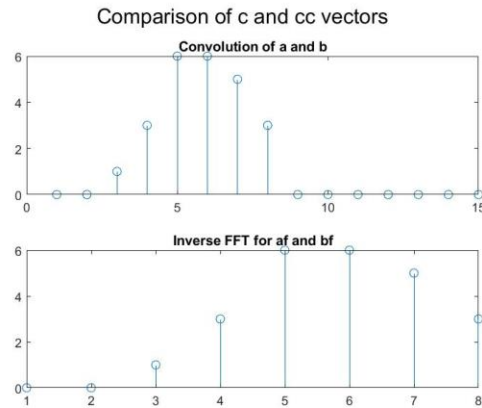 Comparison of c and cc vectors
Convolution of a and b
6
4
2
0
0 5 10 15
Inverse FFT for af and bf
6
4
2
0
1 2 3 4 5 6 7 8